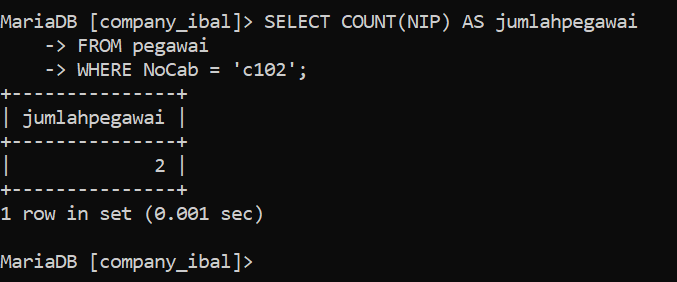 MariaDB [company_ibal]> SELECT COUNT(NIP) AS jumlahpegawai
    -> FROM pegawai
    -> WHERE NoCab = 'c102';
+---------------+
| jumlahpegawai |
+---------------+
|             2 |
+---------------+
1 row in set (0.001 sec)

MariaDB [company_ibal]>